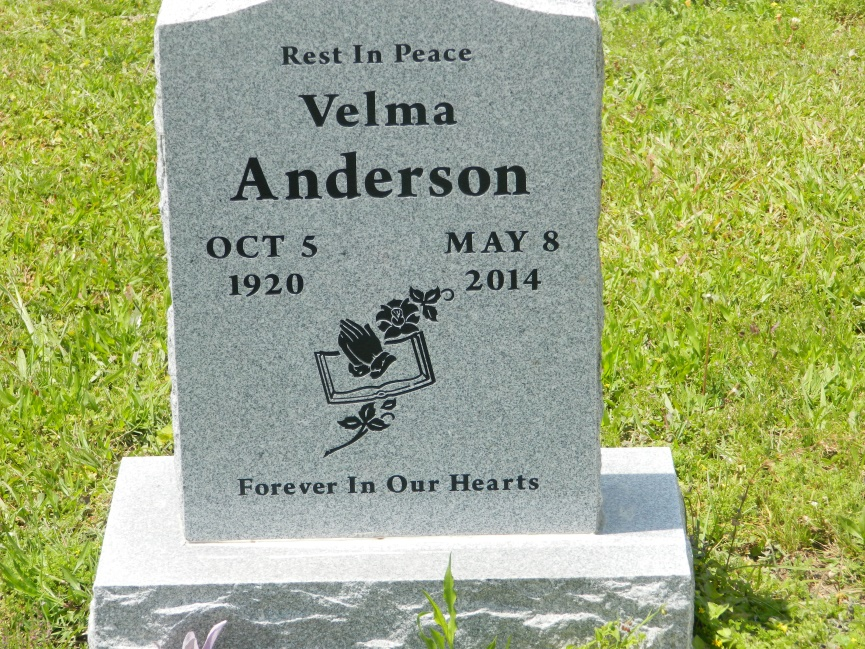 Rest In Peace
Velma
Anderson
OCT 5 MAY 8
1920 2014
Forever In Our Hearts